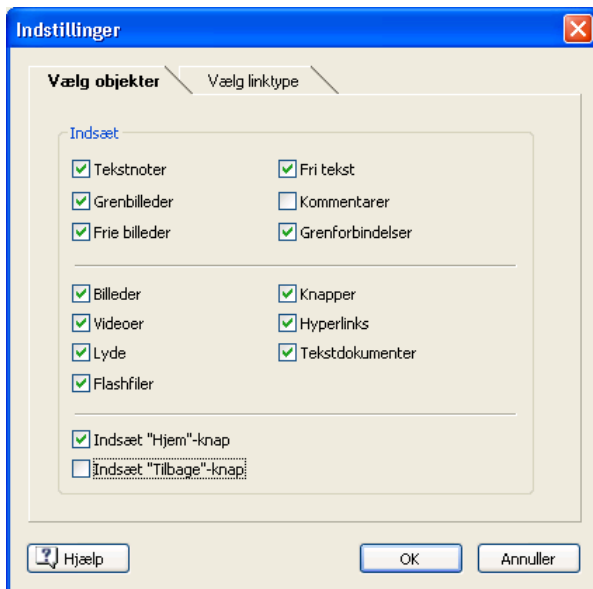 Indstillinger
Vælg objekter Vælg linktype
Indsæt
Tekstnoter Fri tekst
Grenbilleder Kommentarer
Frie billeder Grenforbindelser
Billeder Knapper
Videoer Hyperlinks
Lyde Tekstdokumenter
Flashfiler
Indsæt "Hjem"-knap
Indsæt "Tilbage"-knap
Hjælp OK Annuller